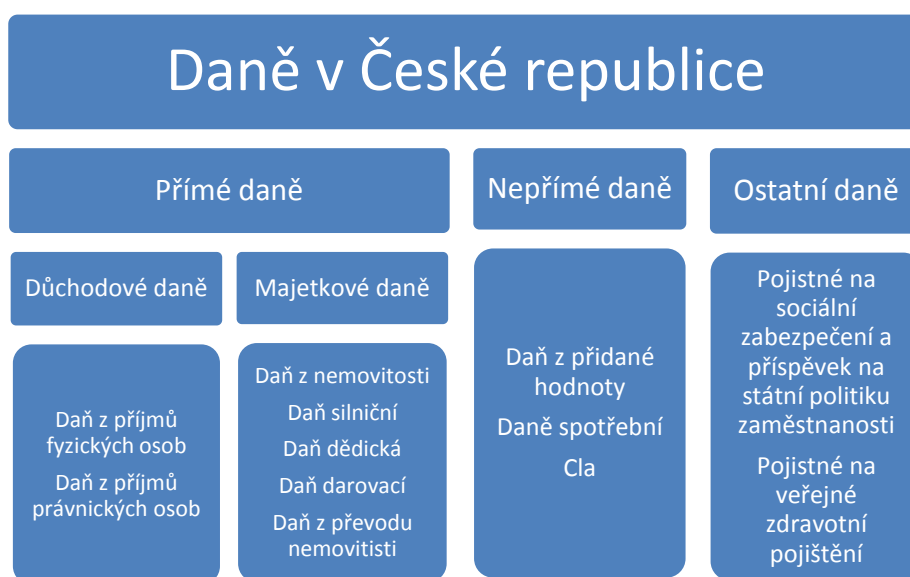 Daně v České republice
Přímé daně
Nepřímé daně
Ostatní daně
Důchodové daně
Majetkové daně
Daň z příjmů
fyzických osob
Daň z příjmů
právnických osob
Daň z nemovitosti
Daň silniční
Daň dědická
Daň darovací
Daň z převodu
nemovitisti
Daň z přidané
hodnoty
Daně spotřební
Cla
Pojistné na
sociální
zabezpečení a
příspěvek na
státní politiku
zaměstnanosti
Pojistné na
veřejné
zdravotní
pojištění